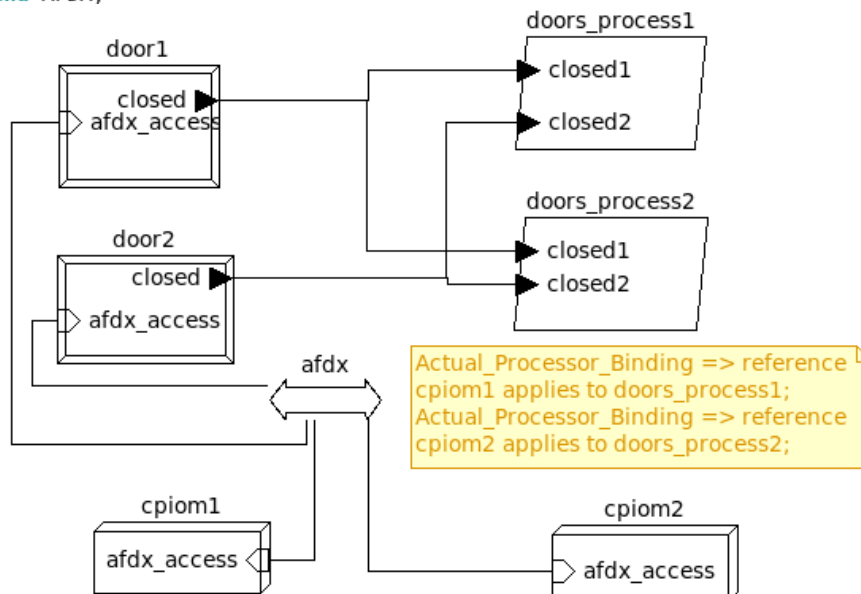 doors_process1
door1
closed1
closed
afdx_access
closed2
doors_process2
door2
closed1
closed
closed2
afdx_access
afdx
Actual_Processor_Binding => reference
cpiom1 applies to doors_process1;
Actual_Processor_Binding => reference
cpiom2 applies to doors_process2;
cpiom1
cpiom2
afdx_access
afdx_access